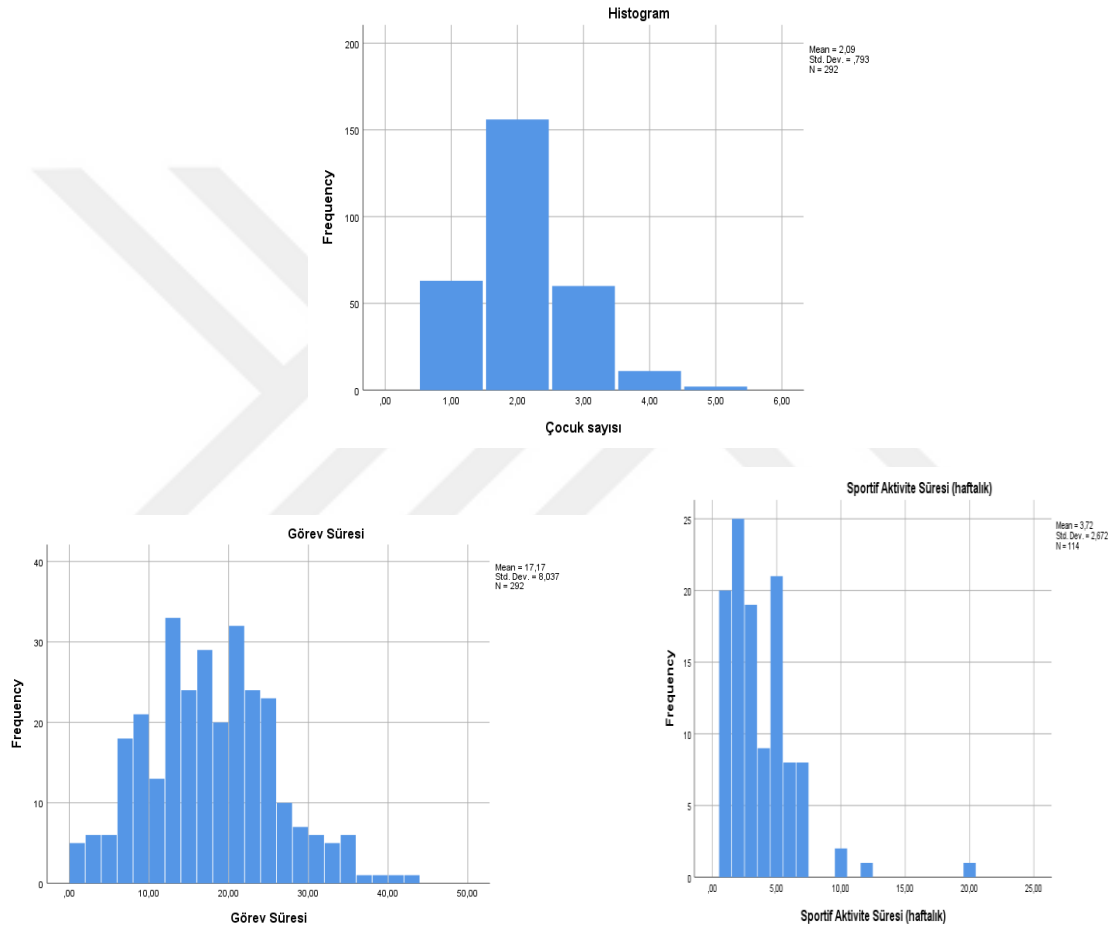 Histogram
Mean = 2,09
Std. Dev. = ,793
N = 292
Frequency
200
150
100
50
0
,00 1,00 2,00 3,00 4,00 5,00 6,00
Çocuk sayısı
Görev Süresi
Mean = 17,17
Std. Dev. = 8,037
N = 292
Frequency
40
30
20
10
0
,00 10,00 20,00 30,00 40,00 50,00
Görev Süresi
Sportif Aktivite Süresi (haftalık)
Mean = 3,72
Std. Dev. = 2,672
N = 114
Frequency
25
20
15
10
5
0
,00 5,00 10,00 15,00 20,00 25,00
Sportif Aktivite Süresi (haftalık)